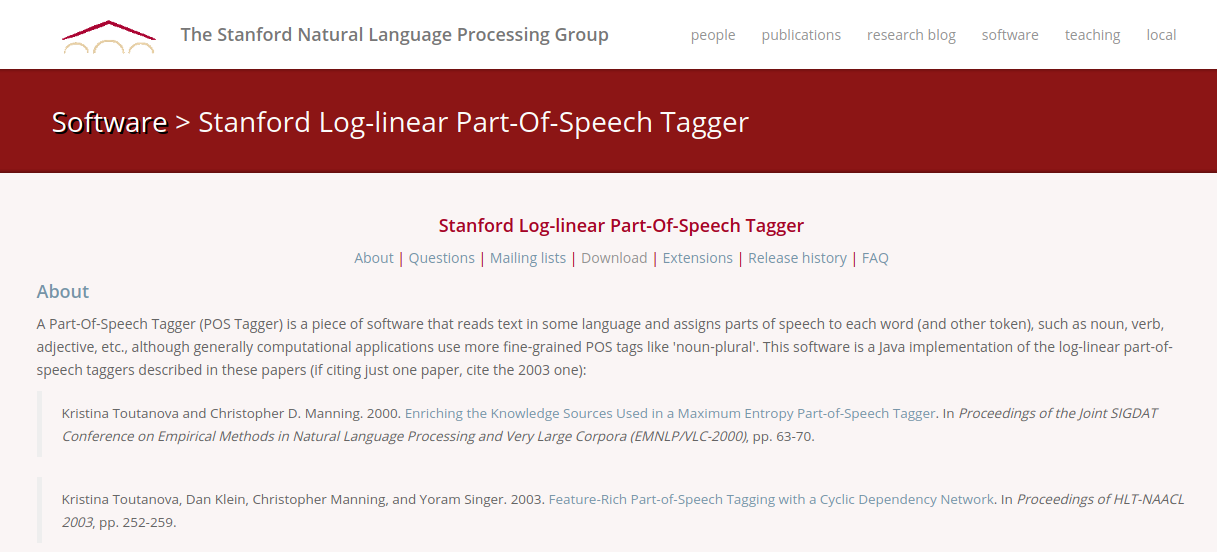 The Stanford Natural Language Processing Group
people publications research blog software teaching local
Software > Stanford Log-linear Part-Of-Speech Tagger
Stanford Log-linear Part-Of-Speech Tagger
About | Questions | Mailing lists | Download | Extensions | Release history | FAQ
About
A Part-Of-Speech Tagger (POS Tagger) is a piece of software that reads text in some language and assigns parts of speech to each word (and other token), such as noun, verb,
adjective, etc., although generally computational applications use more fine-grained POS tags like 'noun-plural'. This software is a Java implementation of the log-linear part-of-
speech taggers described in these papers (if citing just one paper, cite the 2003 one):
Kristina Toutanova and Christopher D. Manning. 2000. Enriching the Knowledge Sources Used in a Maximum Entropy Part-of-Speech Tagger. In Proceedings of the Joint SIGDAT
Conference on Empirical Methods in Natural Language Processing and Very Large Corpora (EMNLP/VLC-2000), pp. 63-70.
Kristina Toutanova, Dan Klein, Christopher Manning, and Yoram Singer. 2003. Feature-Rich Part-of-Speech Tagging with a Cyclic Dependency Network. In Proceedings of HLT-NAACL
2003, pp. 252-259.